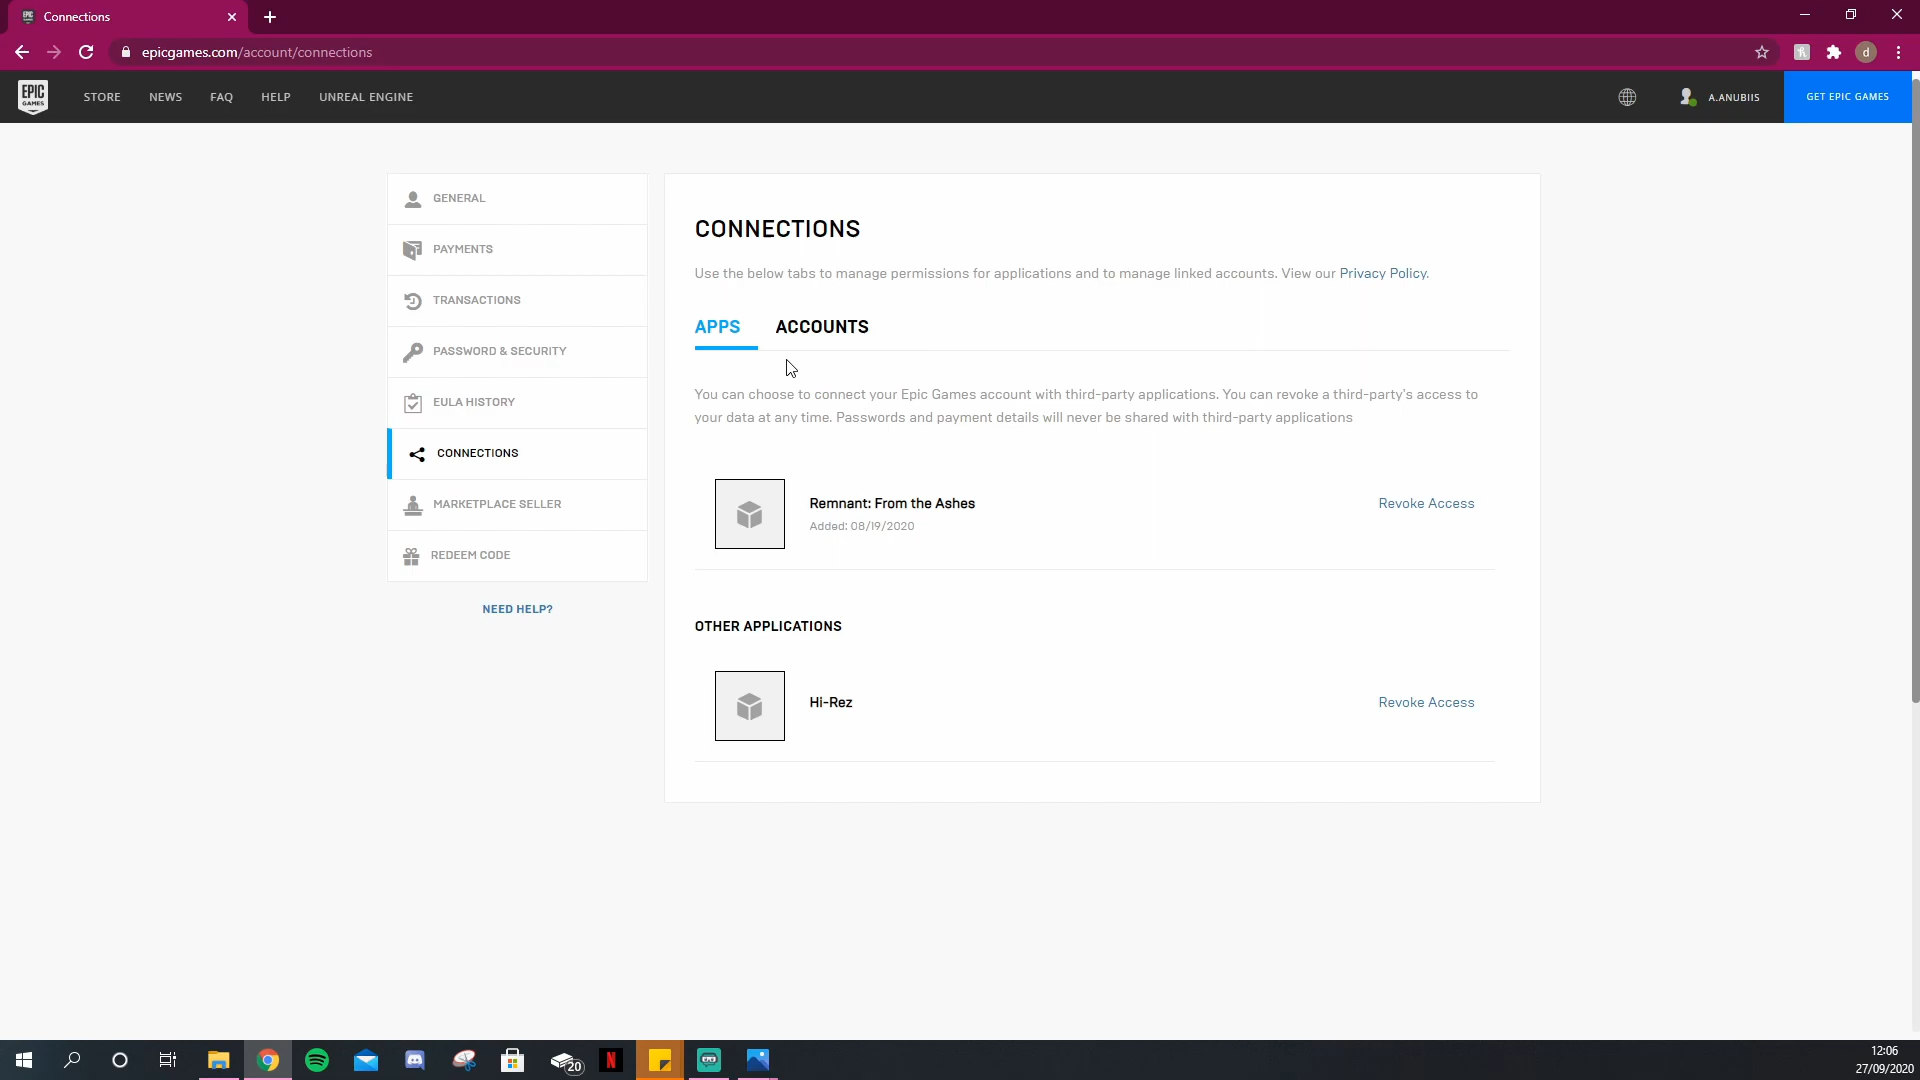 Connections
epicgames.com/account/connections
d
EPIC GAMES
STORE
NEWS
FAQ
HELP
UNREAL ENGINE
A.ANUBIIS
GET EPIC GAMES
GENERAL
PAYMENTS
TRANSACTIONS
PASSWORD & SECURITY
EULA HISTORY
CONNECTIONS
MARKETPLACE SELLER
REDEEM CODE
NEED HELP?
CONNECTIONS
Use the below tabs to manage permissions for applications and to manage linked accounts. View our Privacy Policy.
APPS
ACCOUNTS
You can choose to connect your Epic Games account with third-party applications. You can revoke a third-party's access to
your data at any time. Passwords and payment details will never be shared with third-party applications
Remnant: From the Ashes
Revoke Access
Added: 08/19/2020
OTHER APPLICATIONS
Hi-Rez
Revoke Access
20
N
12:06
27/09/2020